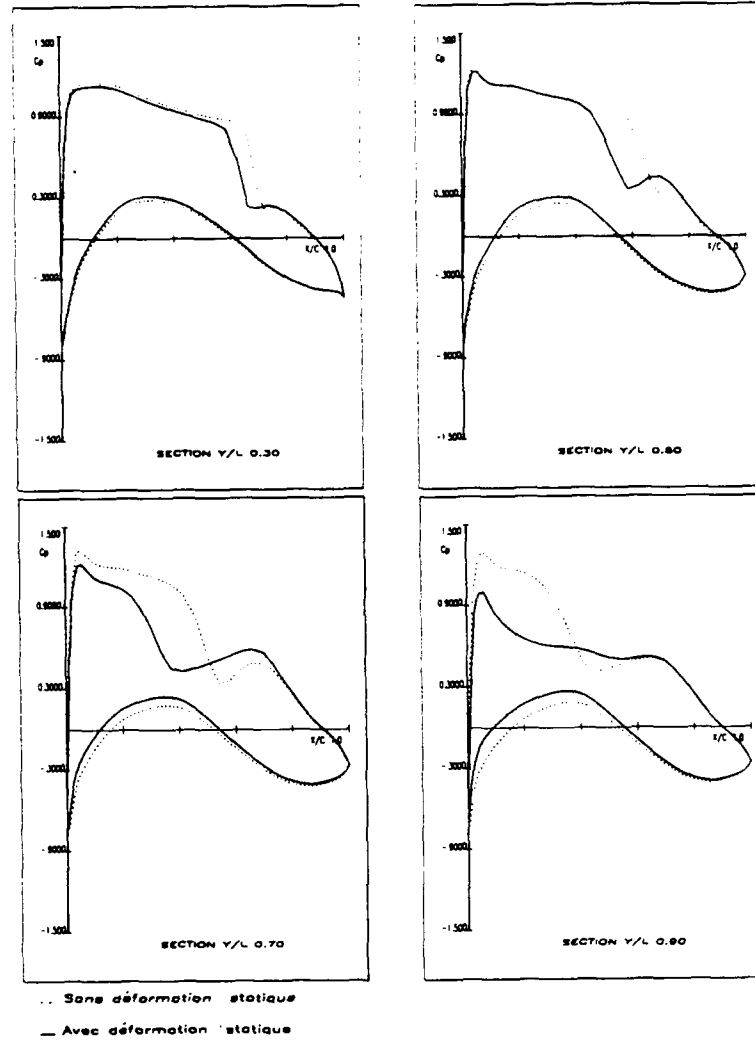 1.500
Cp
0.9000
0.3000
X/C 1.0
-.3000
-.9000
-1.500
SECTION Y/L 0.30
1.500
Cp
0.9000
0.3000
X/C 1.0
-.3000
-.9000
-1.500
SECTION Y/L 0.60
1.500
Cp
0.9000
0.3000
X/C 1.0
-.3000
-.9000
-1.500
SECTION Y/L 0.70
1.500
Cp
0.9000
0.3000
X/C 1.0
-.3000
-.9000
-1.500
SECTION Y/L 0.90
.. Sans déformation statique
— Avec déformation statique